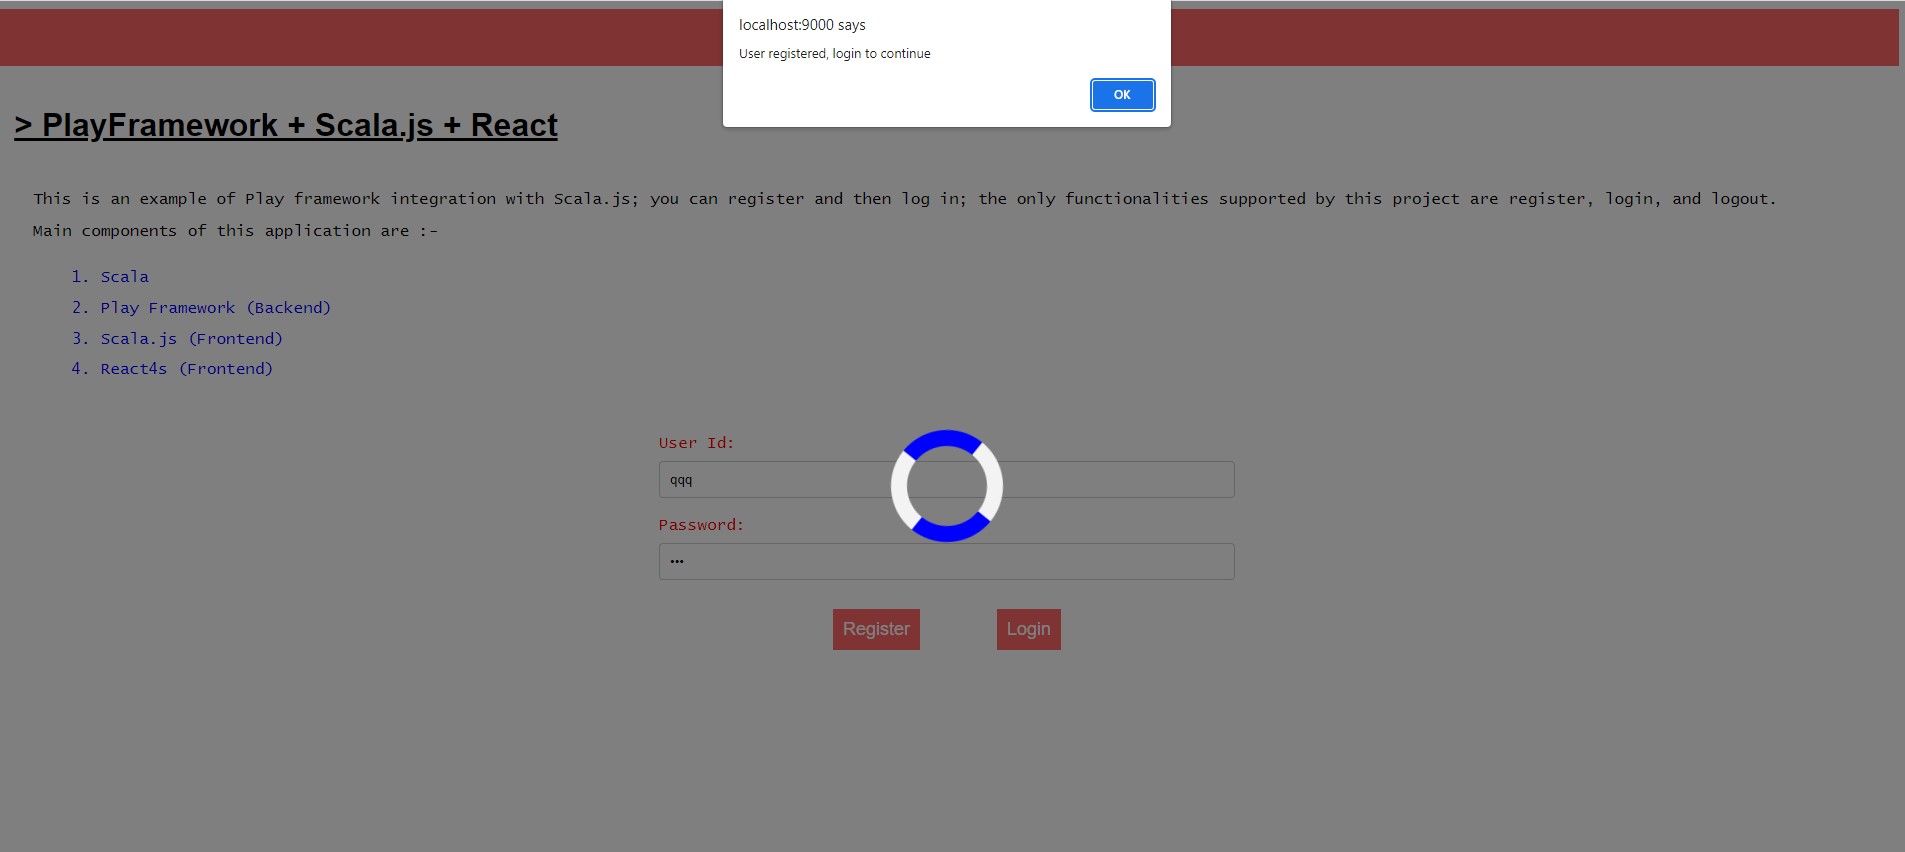 localhost:9000 says
User registered, login to continue
OK
> PlayFramework + Scala.js + React
This is an example of Play framework integration with Scala.js; you can register and then log in; the only functionalities supported by this project are register, login, and logout.
Main components of this application are :-
1. Scala
2. Play Framework (Backend)
3. Scala.js (Frontend)
4. React4s (Frontend)
User Id:
qqq
Password:
•••
Register Login